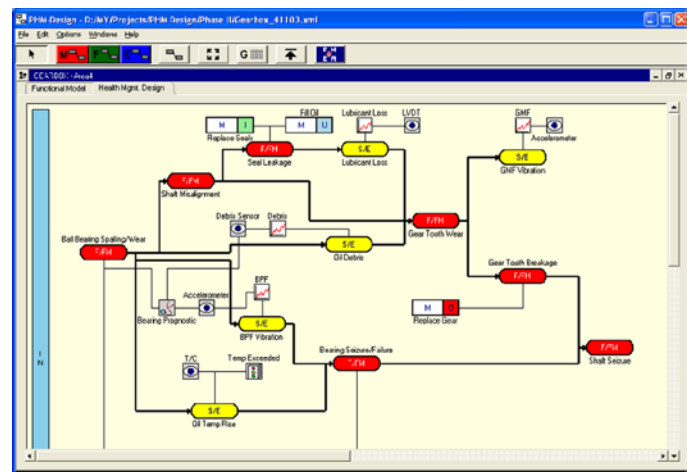 PHM Design - D:/MY/Projects/PHM Design/Phase II/Gearbox_41103.xml
File Edit Options Windows Help
M F E G
GEARBOX - Area4
Functional Model Health Mgmt. Design
Fill Oil Lubricant Loss LVDT GMF
M I M U
Replace Seals Accelerometer
F/FM S/E S/E
Seal Leakage Lubricant Loss GMF Vibration
F/FM
Shaft Misalignment
Debris Sensor Debris
F/FM
Gear Tooth Wear
Ball Bearing Spalling/Wear
F/FM S/E
Oil Debris
Gear Tooth Breakage
F/FM
BPF
Accelerometer
Bearing Prognostic
M D
Replace Gear
S/E
BPF Vibration
Bearing Seizure/Failure
F/FM
F/FM
Shaft Seizure
T/C Temp Exceeded
I
N
S/E
Oil Temp Rise